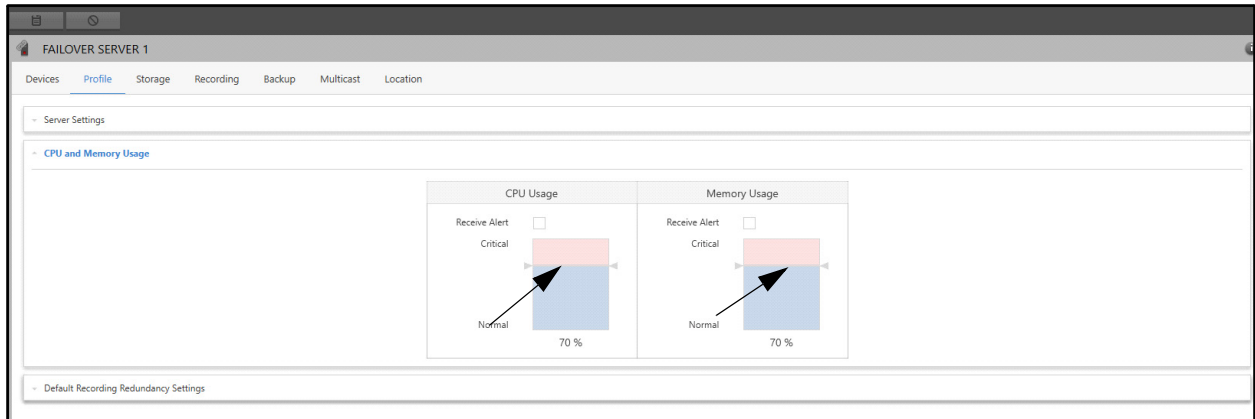 FAILOVER SERVER 1
Devices Profile Storage Recording Backup Multicast Location
Server Settings
CPU and Memory Usage
CPU Usage Memory Usage
Receive Alert Receive Alert
Critical Critical
Normal Normal
70 % 70 %
Default Recording Redundancy Settings